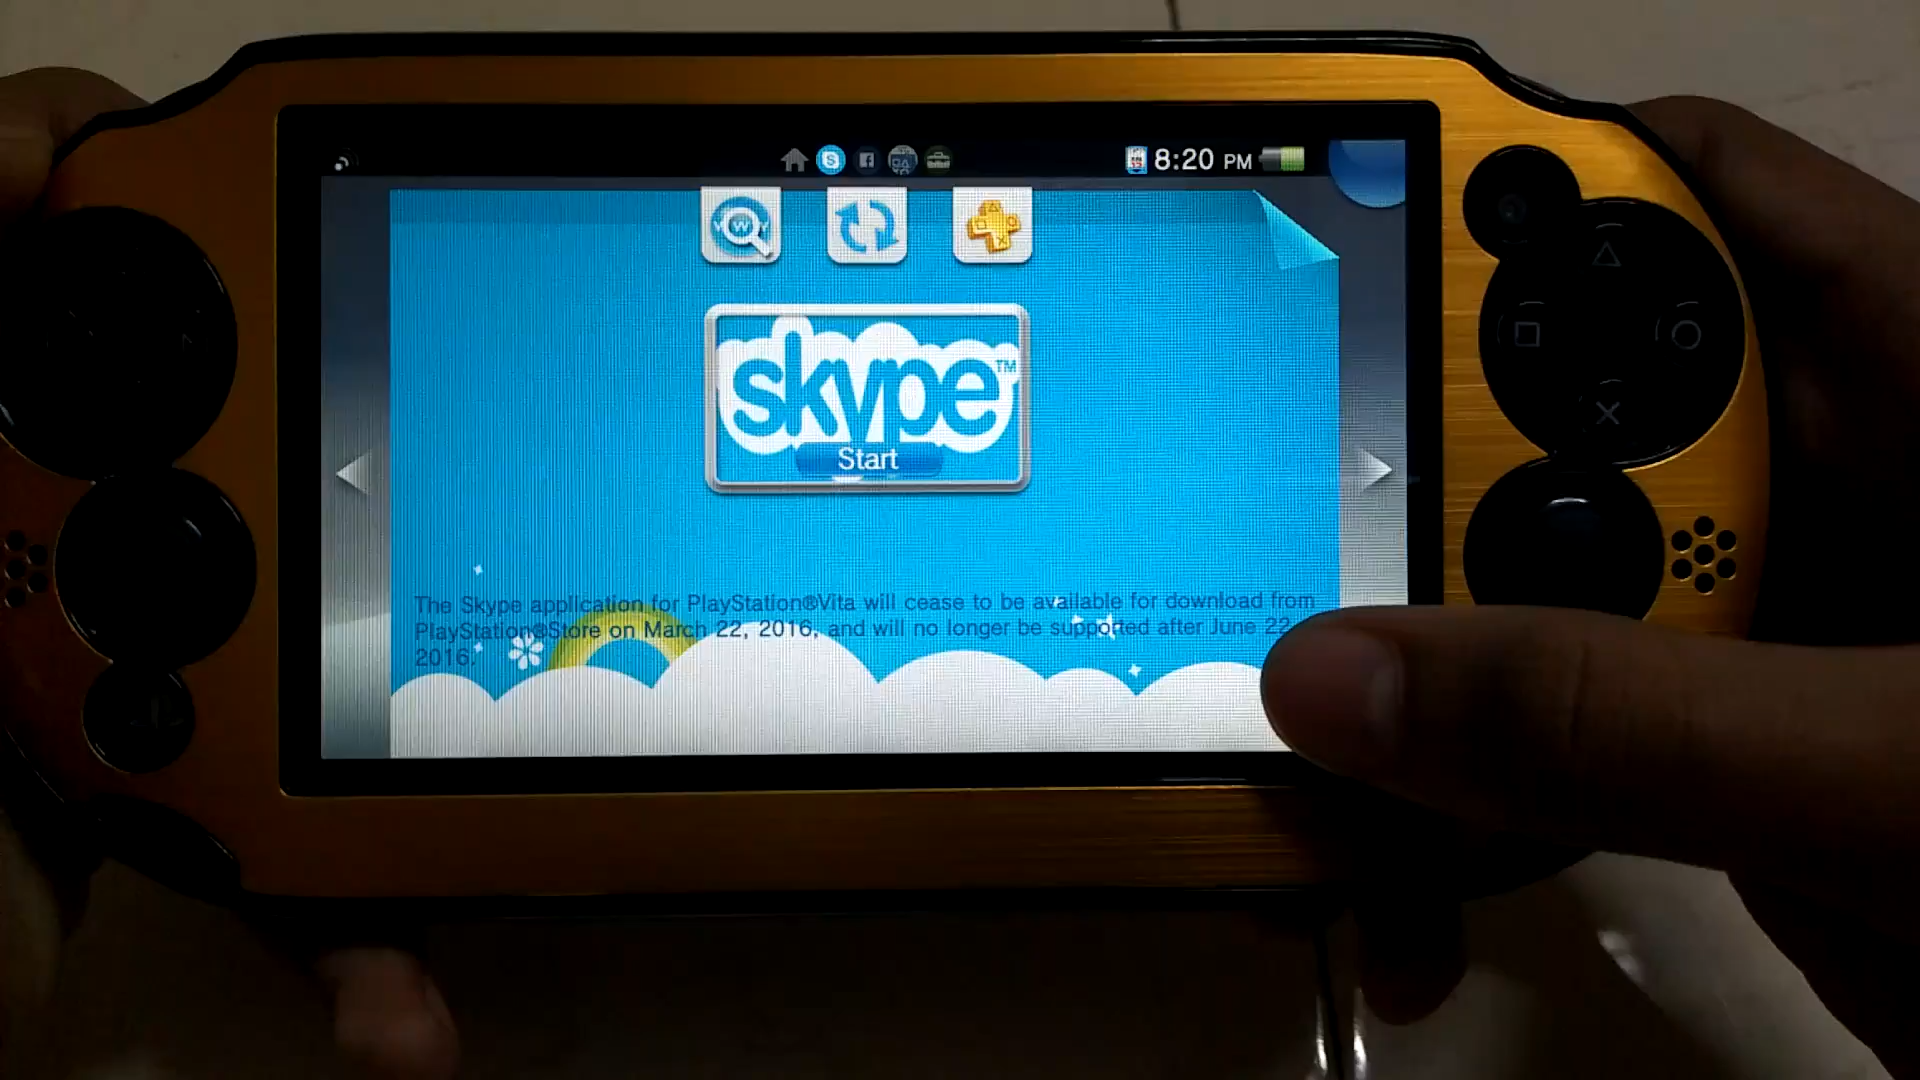 8:20 PM
W
skype™
Start
The Skype application for PlayStation®Vita will cease to be available for download from
PlayStation®Store on March 22, 2016, and will no longer be supported after June 22
2016.